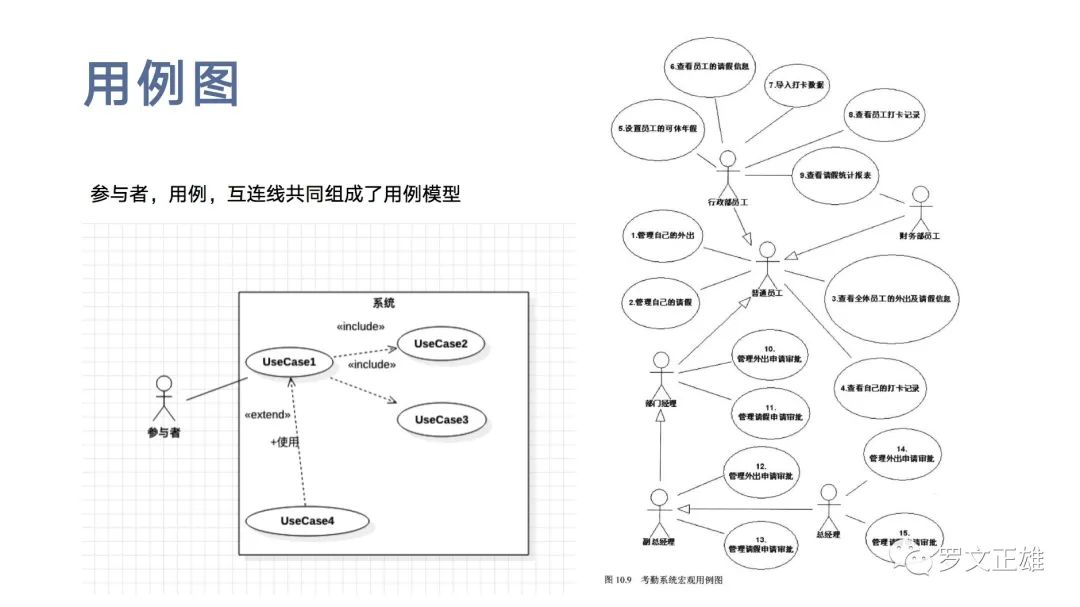 用例图
参与者，用例，互连线共同组成了用例模型
系统
«include»
UseCase2
UseCase1
«include»
参与者
«extend»
+使用
UseCase3
UseCase4
6.查看员工的请假信息
7.导入打卡数据
8.查看员工打卡记录
5.设置员工的可休年假
9.查看请假统计报表
行政部员工
财务部员工
1.管理自己的外出
2.管理自己的请假
普通员工
3.查看全体员工的外出及请假信息
10.
管理外出申请审批
4.查看自己的打卡记录
部门经理
11.
管理请假申请审批
14.
管理外出申请审批
12.
管理外出申请审批
副总经理
总经理
13.
管理请假申请审批
15.
管理请假申请审批
图 10.9 考勤系统宏观用例图
罗文正雄